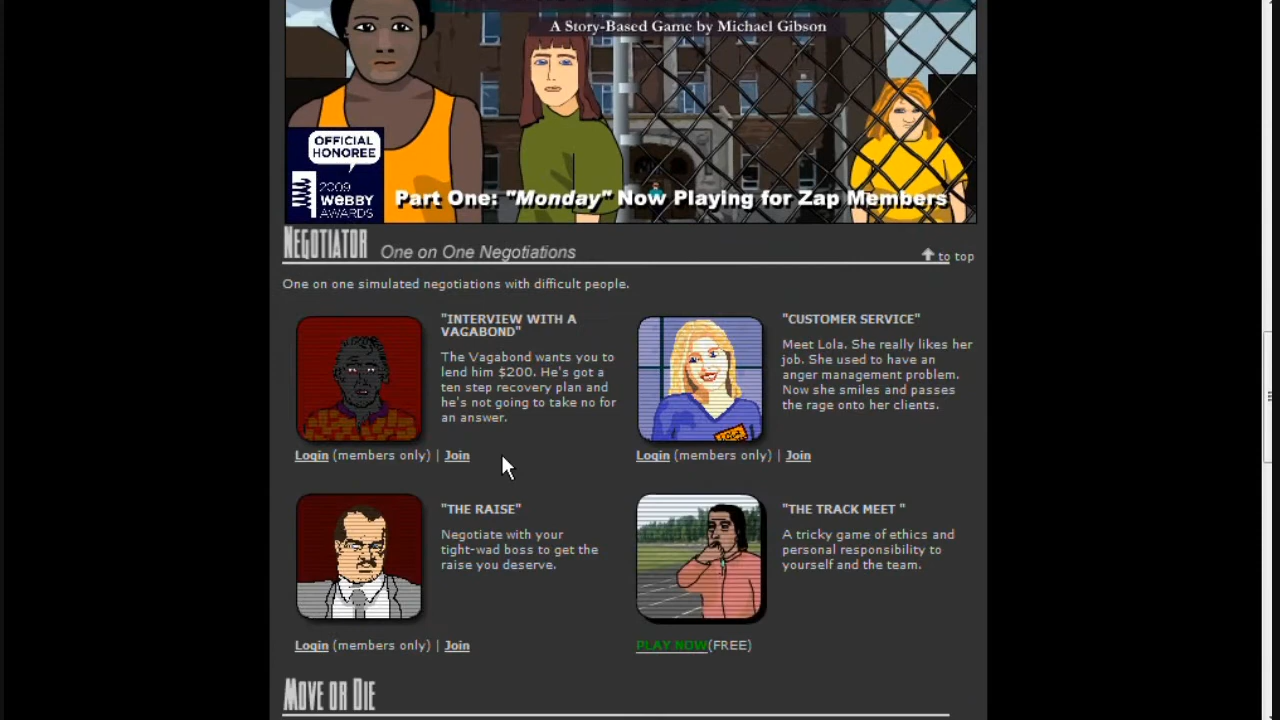 A Story-Based Game by Michael Gibson
OFFICIAL
HONOREE
2009
WEBBY
AWARDS
Part One: "Monday" Now Playing for Zap Members
NEGOTIATOR One on One Negotiations
to top
One on one simulated negotiations with difficult people.
"INTERVIEW WITH A
VAGABOND"
The Vagabond wants you to
lend him $200. He's got a
ten step recovery plan and
he's not going to take no for
an answer.
Login (members only) | Join
"CUSTOMER SERVICE"
Meet Lola. She really likes her
job. She used to have an
anger management problem.
Now she smiles and passes
the rage onto her clients.
LOLA
Login (members only) | Join
"THE RAISE"
Negotiate with your
tight-wad boss to get the
raise you deserve.
Login (members only) | Join
"THE TRACK MEET "
A tricky game of ethics and
personal responsibility to
yourself and the team.
PLAY NOW(FREE)
MOVE OR DIE